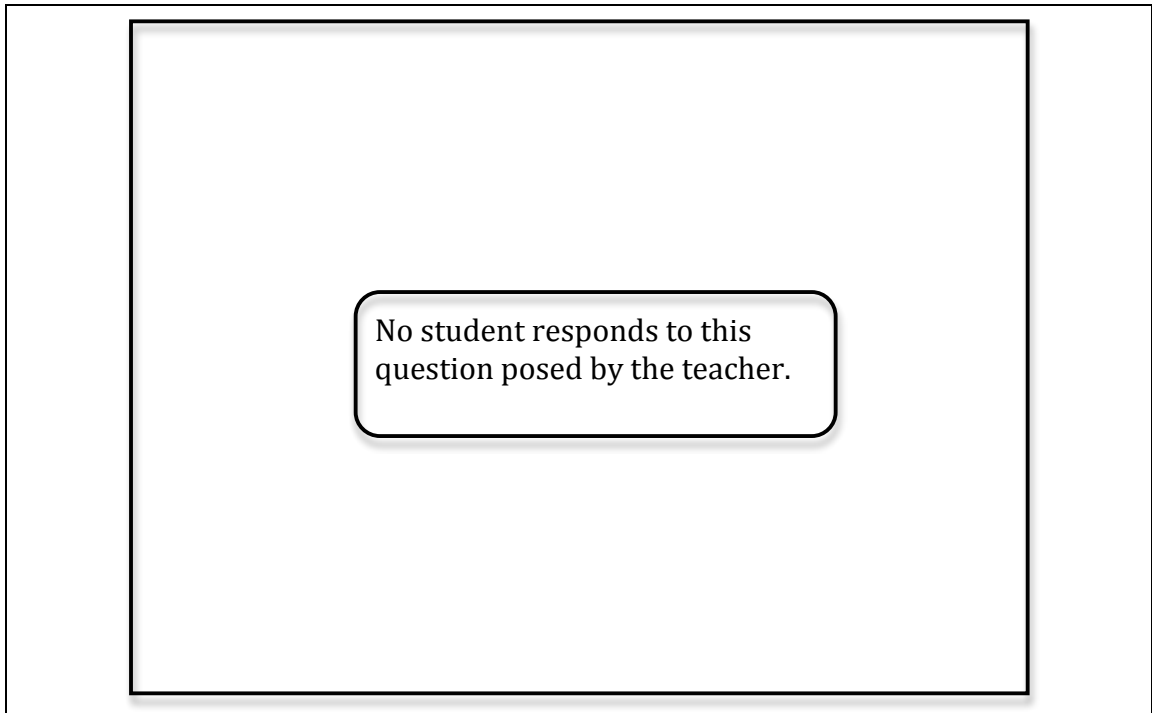 No student responds to this
question posed by the teacher.